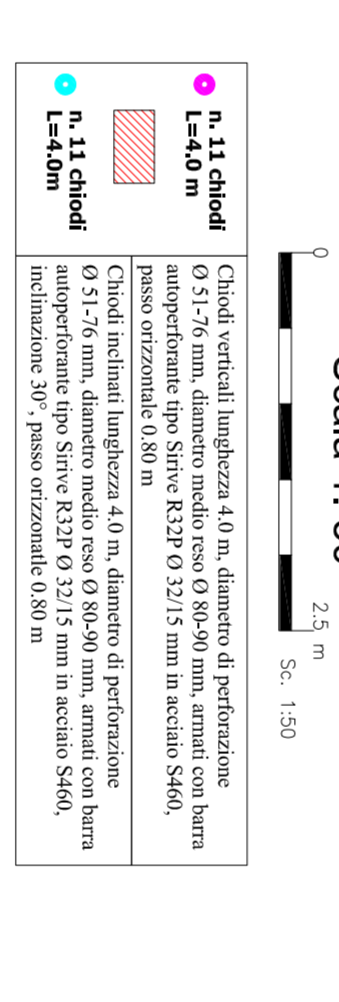 0
2.5 m
Sc. 1:50
n. 11 chiodi
L=4.0 m
Chiodi verticali lunghezza 4.0 m, diametro di perforazione
Ø 51-76 mm, diametro medio reso Ø 80-90 mm, armati con barra
autoperforante tipo Sirive R32P Ø 32/15 mm in acciaio S460,
passo orizzontale 0.80 m
n. 11 chiodi
L=4.0m
Chiodi inclinati lunghezza 4.0 m, diametro di perforazione
Ø 51-76 mm, diametro medio reso Ø 80-90 mm, armati con barra
autoperforante tipo Sirive R32P Ø 32/15 mm in acciaio S460,
inclinazione 30°, passo orizzonatle 0.80 m